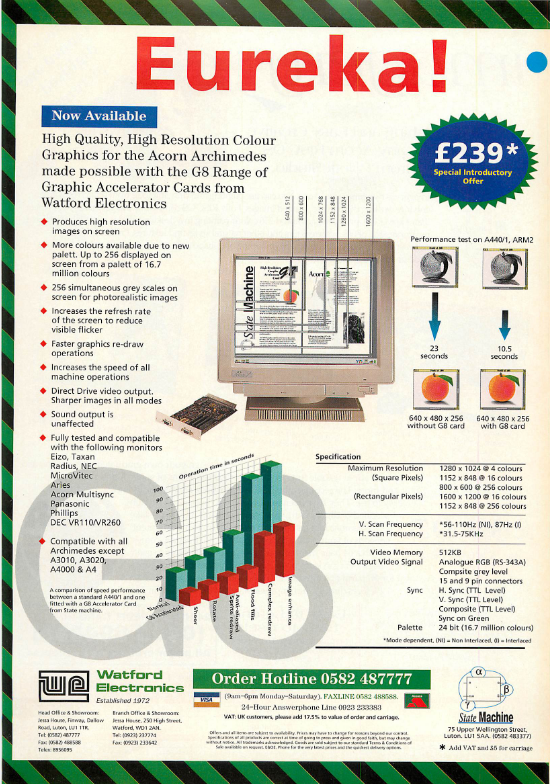 Eureka!
Now Available
High Quality, High Resolution Colour
Graphics for the Acorn Archimedes
made possible with the G8 Range of
Graphic Accelerator Cards from
Watford Electronics
£239*
Special Introductory
Offer
Produces high resolution
images on screen
More colours available due to new
palett. Up to 256 displayed on
screen from a palett of 16.7
million colours
256 simultaneous grey scales on
screen for photorealistic images
Increases the refresh rate
of the screen to reduce
visible flicker
Faster graphics re-draw
operations
Increases the speed of all
machine operations
Direct Drive video output.
Sharper images in all modes
Sound output is
unaffected
Fully tested and compatible
with the following monitors
Eizo, Taxan
Radius, NEC
MicroVitec
Aries
Acorn Multisync
Panasonic
Phillips
DEC VR110/VR260
Compatible with all
Archimedes except
A3010, A3020,
A4000 & A4
A comparison of speed performance
between a standard A440/1 and one
fitted with a G8 Accelerator Card
from State machine.
640 x 512
800 x 600
1024 x 768
1152 x 848
1280 x 1024
1600 x 1200
State Machine
Acorn
Performance test on A440/1, ARM2
23
seconds
10.5
seconds
640 x 480 x 256
without G8 card
640 x 480 x 256
with G8 card
G8
Operation time in seconds
100
90
80
70
60
50
40
30
20
10
0
Normal
G8 Accelerated
Shear
Rotate
Anti-aliased
Sprite redraw
Flood fills
Complex redraw
Image enhance
Specification
Maximum Resolution 1280 x 1024 @ 4 colours
(Square Pixels) 1152 x 848 @ 16 colours
800 x 600 @ 256 colours
(Rectangular Pixels) 1600 x 1200 @ 16 colours
1152 x 848 @ 256 colours
V. Scan Frequency *56-110Hz (NI), 87Hz (I)
H. Scan Frequency *31.5-75KHz
Video Memory 512KB
Output Video Signal Analogue RGB (RS-343A)
Compsite grey level
15 and 9 pin connectors
Sync H. Sync (TTL Level)
V. Sync (TTL Level)
Composite (TTL Level)
Sync on Green
Palette 24 bit (16.7 million colours)
*Mode dependent, (NI) = Non Interlaced, (I) = Interlaced
WE
Watford
Electronics
Established 1972
Head Office & Showroom:
Jessa House, Finway, Dallow
Road, Luton, LU1 1TR.
Tel: (0582) 487777
Fax: (0582) 488588
Telex: 8956095
Branch Office & Showroom:
Jessa House, 250 High Street,
Watford, WD1 2AN.
Tel: (0923) 237774
Fax: (0923) 233642
Order Hotline 0582 487777
VISA
(9am–6pm Monday–Saturday). FAXLINE 0582 488588.
24–Hour Answerphone Line 0923 233383
VAT: UK customers, please add 17.5% to value of order and carriage.
Offers and all items are subject to availability. Prices may have to change for reasons beyond our control.
Specifications of all products are correct at time of going to press and given in good faith, but may change
without notice. All trademarks acknowledged. Goods are sold subject to our standard Terms & Conditions of
Sale available on request. E&OE. Phone for the very latest prices and the quickest delivery options.
α
β
γ
State Machine
75 Upper Wellington Street,
Luton. LU1 5AA. (0582 483377)
* Add VAT and £5 for carriage